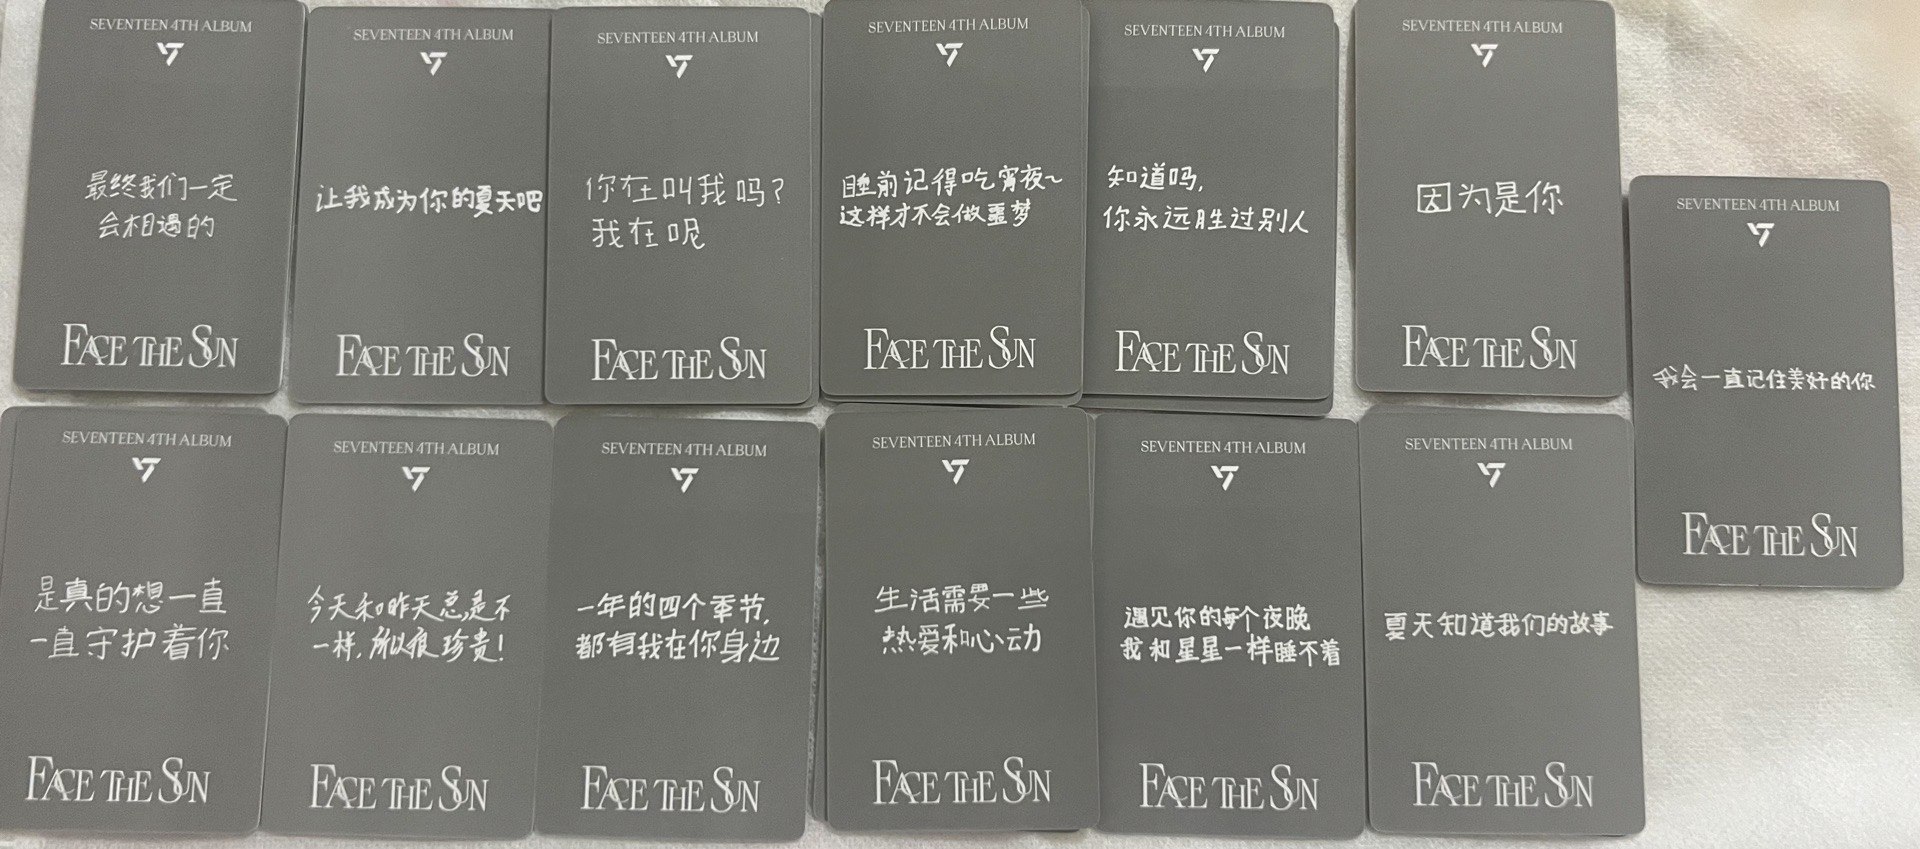 SEVENTEEN 4TH ALBUM
最终我们一定
会相遇的
FACE THE SUN
SEVENTEEN 4TH ALBUM
让我成为你的夏天吧
FACE THE SUN
SEVENTEEN 4TH ALBUM
你在叫我吗?
我在呢
FACE THE SUN
SEVENTEEN 4TH ALBUM
睡前记得吃宵夜~
这样才不会做噩梦
FACE THE SUN
SEVENTEEN 4TH ALBUM
知道吗,
你永远胜过别人
FACE THE SUN
SEVENTEEN 4TH ALBUM
因为是你
FACE THE SUN
SEVENTEEN 4TH ALBUM
我会一直记住美好的你
FACE THE SUN
SEVENTEEN 4TH ALBUM
是真的想一直
一直守护着你
FACE THE SUN
SEVENTEEN 4TH ALBUM
今天和昨天总是不
一样,所以很珍贵!
FACE THE SUN
SEVENTEEN 4TH ALBUM
一年的四个季节,
都有我在你身边
FACE THE SUN
SEVENTEEN 4TH ALBUM
生活需要一些
热爱和心动
FACE THE SUN
SEVENTEEN 4TH ALBUM
遇见你的每个夜晚
我和星星一样睡不着
FACE THE SUN
SEVENTEEN 4TH ALBUM
夏天知道我们的故事
FACE THE SUN